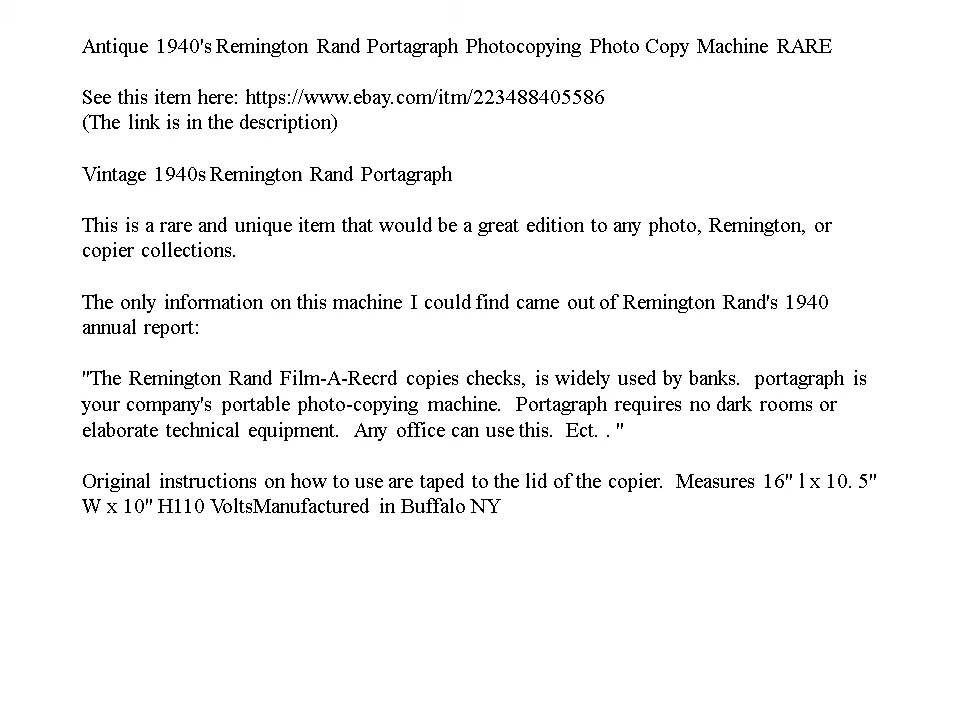 Antique 1940's Remington Rand Portagraph Photocopying Photo Copy Machine RARE
See this item here: https://www.ebay.com/itm/223488405586
(The link is in the description)
Vintage 1940s Remington Rand Portagraph
This is a rare and unique item that would be a great edition to any photo, Remington, or
copier collections.
The only information on this machine I could find came out of Remington Rand's 1940
annual report:
"The Remington Rand Film-A-Recrd copies checks, is widely used by banks.  portagraph is
your company's portable photo-copying machine.  Portagraph requires no dark rooms or
elaborate technical equipment.  Any office can use this.  Ect. . "
Original instructions on how to use are taped to the lid of the copier.  Measures 16" l x 10. 5"
W x 10" H110 VoltsManufactured in Buffalo NY